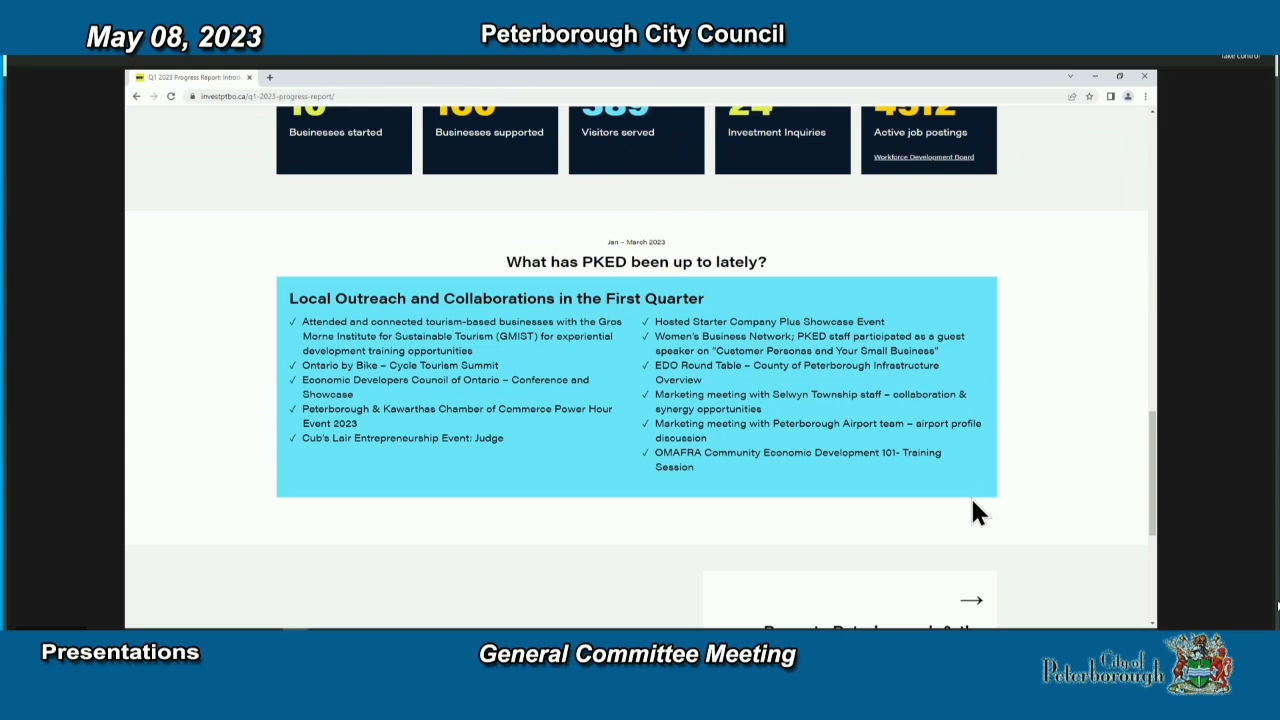 May 08, 2023
Peterborough City Council
Take Control
Q1 2023 Progress Report: Introd
investptbo.ca/q1-2023-progress-report/
Businesses started
Businesses supported
Visitors served
Investment Inquiries
Active job postings
Workforce Development Board
Jan – March 2023
What has PKED been up to lately?
Local Outreach and Collaborations in the First Quarter
✓ Attended and connected tourism-based businesses with the Gros
Morne Institute for Sustainable Tourism (GMIST) for experiential
development training opportunities
✓ Ontario by Bike – Cycle Tourism Summit
✓ Economic Developers Council of Ontario – Conference and
Showcase
✓ Peterborough & Kawarthas Chamber of Commerce Power Hour
Event 2023
✓ Cub's Lair Entrepreneurship Event: Judge
✓ Hosted Starter Company Plus Showcase Event
✓ Women's Business Network; PKED staff participated as a guest
speaker on "Customer Personas and Your Small Business"
✓ EDO Round Table – County of Peterborough Infrastructure
Overview
✓ Marketing meeting with Selwyn Township staff – collaboration &
synergy opportunities
✓ Marketing meeting with Peterborough Airport team – airport profile
discussion
✓ OMAFRA Community Economic Development 101- Training
Session
Presentations
General Committee Meeting
City of
Peterborough